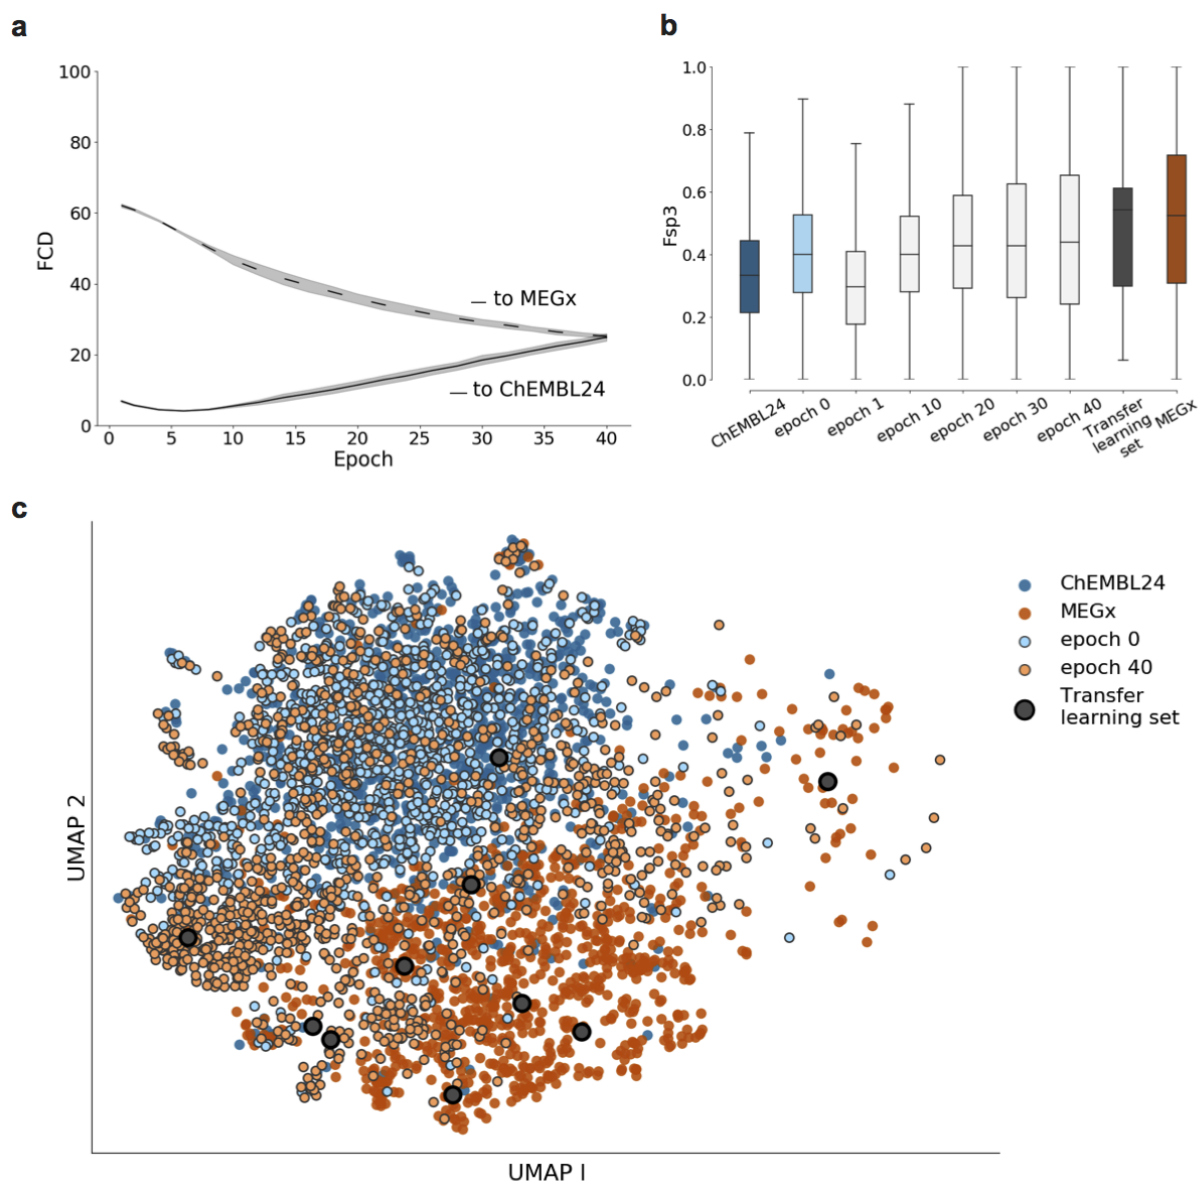 a
100
80
60
40
20
0
FCD
to MEGx
to ChEMBL24
0 5 10 15 20 25 30 35 40
Epoch
b
1.0
0.8
0.6
0.4
0.2
0.0
Fsp3
ChEMBL24
epoch 0
epoch 1
epoch 10
epoch 20
epoch 30
epoch 40
Transfer
learning
set
MEGx
c
UMAP 2
UMAP I
ChEMBL24
MEGx
epoch 0
epoch 40
Transfer
learning set